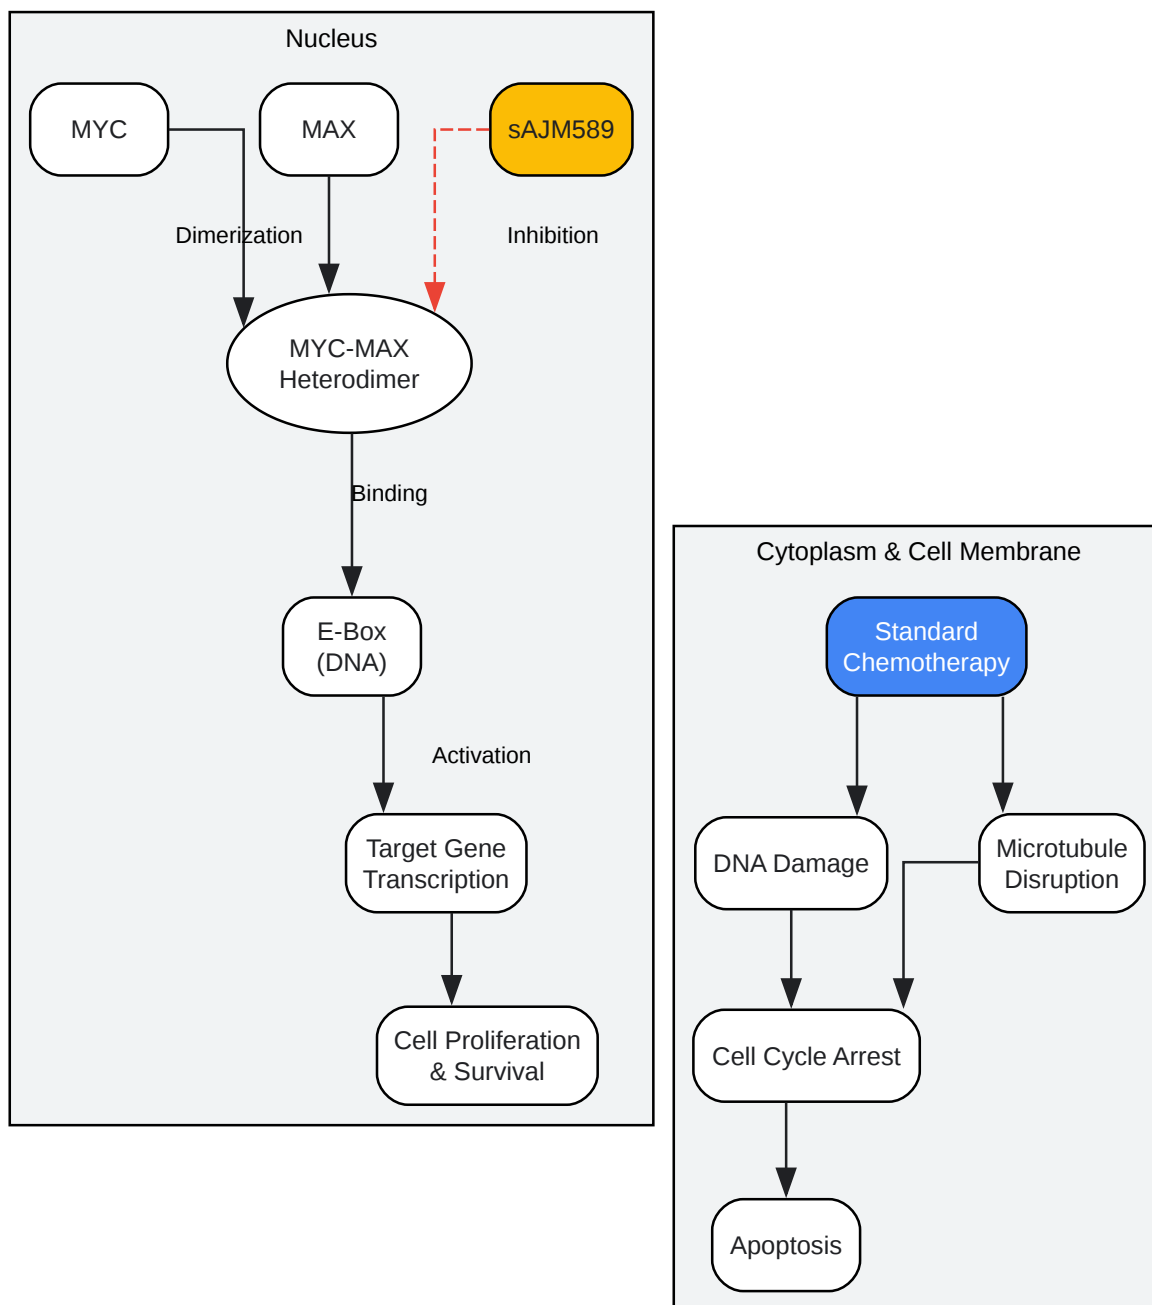 Nucleus
MYC
MAX
sAJM589
Dimerization
Inhibition
MYC-MAX
Heterodimer
Binding
E-Box
(DNA)
Activation
Target Gene
Transcription
Cell Proliferation
& Survival
Cytoplasm & Cell Membrane
Standard
Chemotherapy
DNA Damage
Microtubule
Disruption
Cell Cycle Arrest
Apoptosis